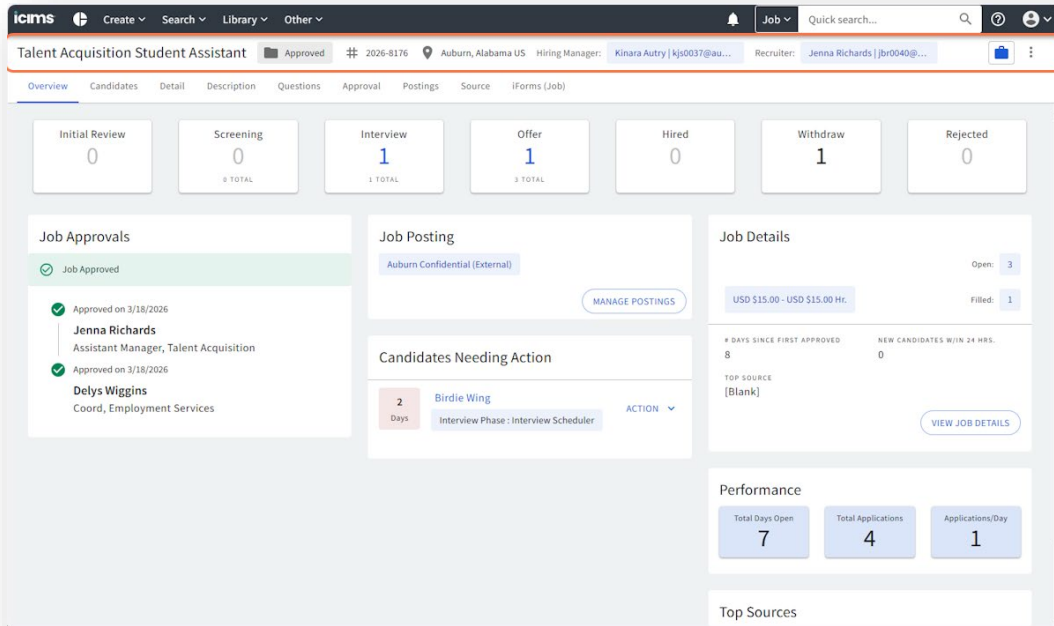 icims Create Search Library Other Job Quick search...
Talent Acquisition Student Assistant Approved # 2026-8176 Auburn, Alabama US Hiring Manager: Kinara Autry | kjs0037@au... Recruiter: Jenna Richards | jbr0040@...
Overview Candidates Detail Description Questions Approval Postings Source iForms (Job)
Initial Review Screening Interview Offer Hired Withdraw Rejected
0 0 1 1 0 1 0
0 TOTAL 1 TOTAL 3 TOTAL
Job Approvals
Job Approved
Approved on 3/18/2026
Jenna Richards
Assistant Manager, Talent Acquisition
Approved on 3/18/2026
Delys Wiggins
Coord, Employment Services
Job Posting
Auburn Confidential (External)
MANAGE POSTINGS
Candidates Needing Action
2 Days
Birdie Wing
Interview Phase : Interview Scheduler
ACTION
Job Details
Open: 3
USD $15.00 - USD $15.00 Hr. Filled: 1
# DAYS SINCE FIRST APPROVED NEW CANDIDATES W/IN 24 HRS.
8 0
TOP SOURCE
[Blank]
VIEW JOB DETAILS
Performance
Total Days Open Total Applications Applications/Day
7 4 1
Top Sources